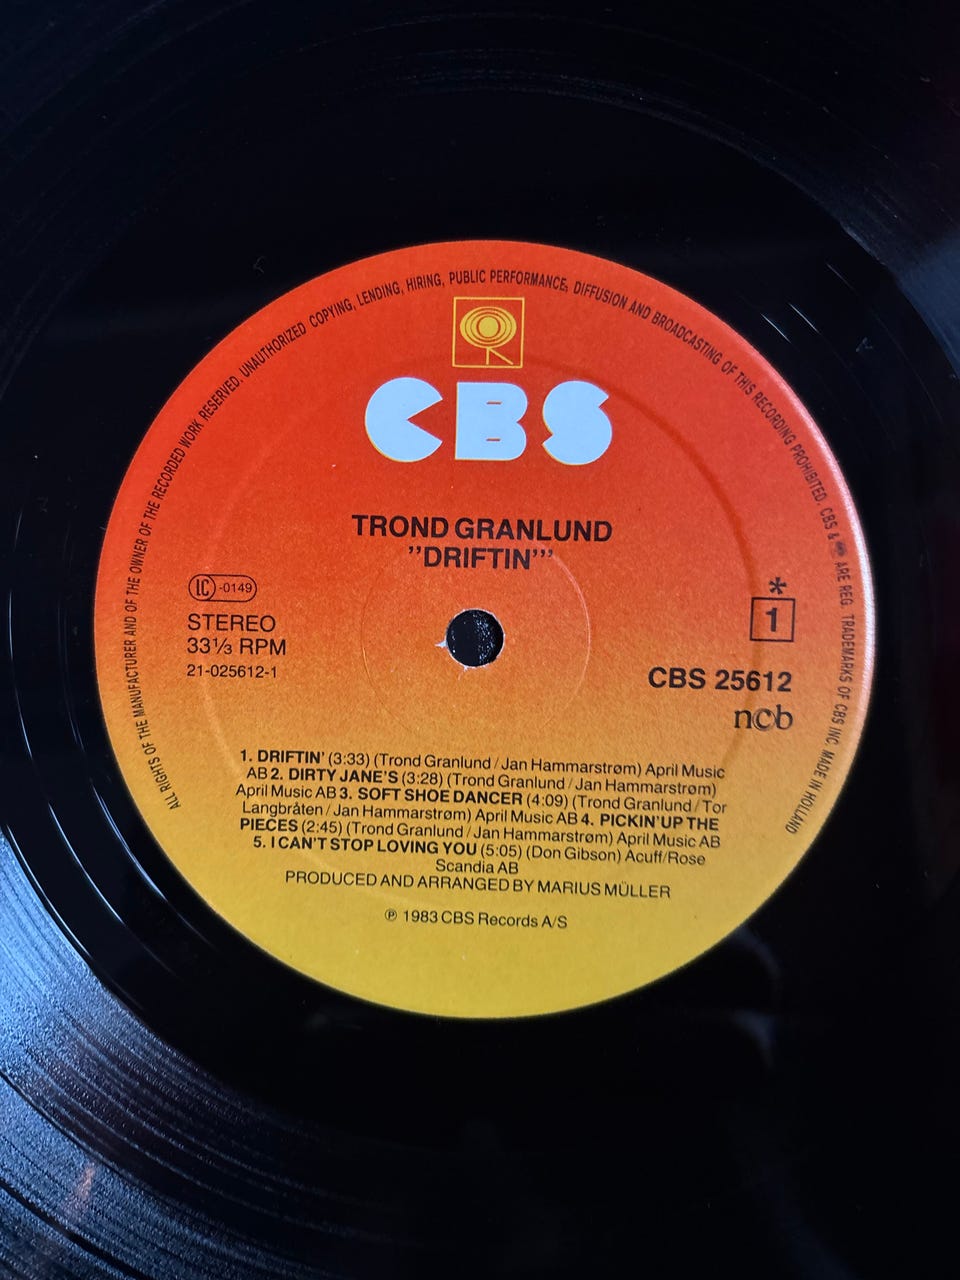 ALL RIGHTS OF THE MANUFACTURER AND OF THE OWNER OF THE RECORDED WORK RESERVED. UNAUTHORIZED COPYING, LENDING, HIRING, PUBLIC PERFORMANCE, DIFFUSION AND BROADCASTING OF THIS RECORDING PROHIBITED. CBS & ARE REG. TRADEMARKS OF CBS INC. MADE IN HOLLAND
CBS
TROND GRANLUND
"DRIFTIN'"
LC-0149
STEREO
33⅓ RPM
21-025612-1
*
1
CBS 25612
ncb
1. DRIFTIN' (3:33) (Trond Granlund / Jan Hammarstrøm) April Music
AB 2. DIRTY JANE'S (3:28) (Trond Granlund / Jan Hammarstrøm)
April Music AB 3. SOFT SHOE DANCER (4:09) (Trond Granlund / Tor
Langbråten / Jan Hammarstrøm) April Music AB 4. PICKIN' UP THE
PIECES (2:45) (Trond Granlund / Jan Hammarstrøm) April Music AB
5. I CAN'T STOP LOVING YOU (5:05) (Don Gibson) Acuff/Rose
Scandia AB
PRODUCED AND ARRANGED BY MARIUS MÜLLER
℗ 1983 CBS Records A/S